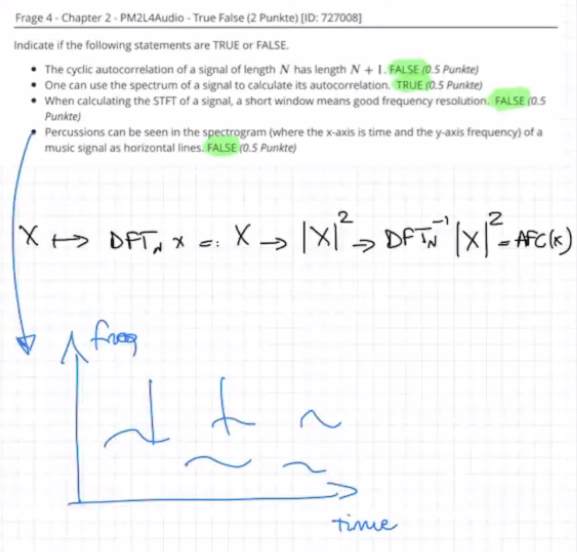 Frage 4 - Chapter 2 - PM2L4Audio - True False (2 Punkte) [ID: 727008]
Indicate if the following statements are TRUE or FALSE.
• The cyclic autocorrelation of a signal of length N has length N + 1. FALSE (0.5 Punkte)
• One can use the spectrum of a signal to calculate its autocorrelation. TRUE (0.5 Punkte)
• When calculating the STFT of a signal, a short window means good frequency resolution. FALSE (0.5
Punkte)
• Percussions can be seen in the spectrogram (where the x-axis is time and the y-axis frequency) of a
music signal as horizontal lines. FALSE (0.5 Punkte)
x ↦ DFT_N x =: X → |X|² → DFT_N⁻¹ |X|² = AFC(x)
freq
time